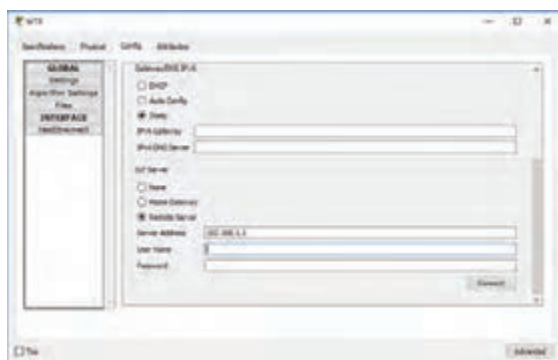 MTR
Specifications Physical Config Attributes
GLOBAL
Settings
Algorithm Settings
Files
INTERFACE
FastEthernet0
Gateway/DNS IPv6
DHCP
Auto Config
Static
IPv6 Gateway
IPv6 DNS Server
IoT Server
None
Home Gateway
Remote Server
Server Address
User Name
Password
Connect
Top
Advanced